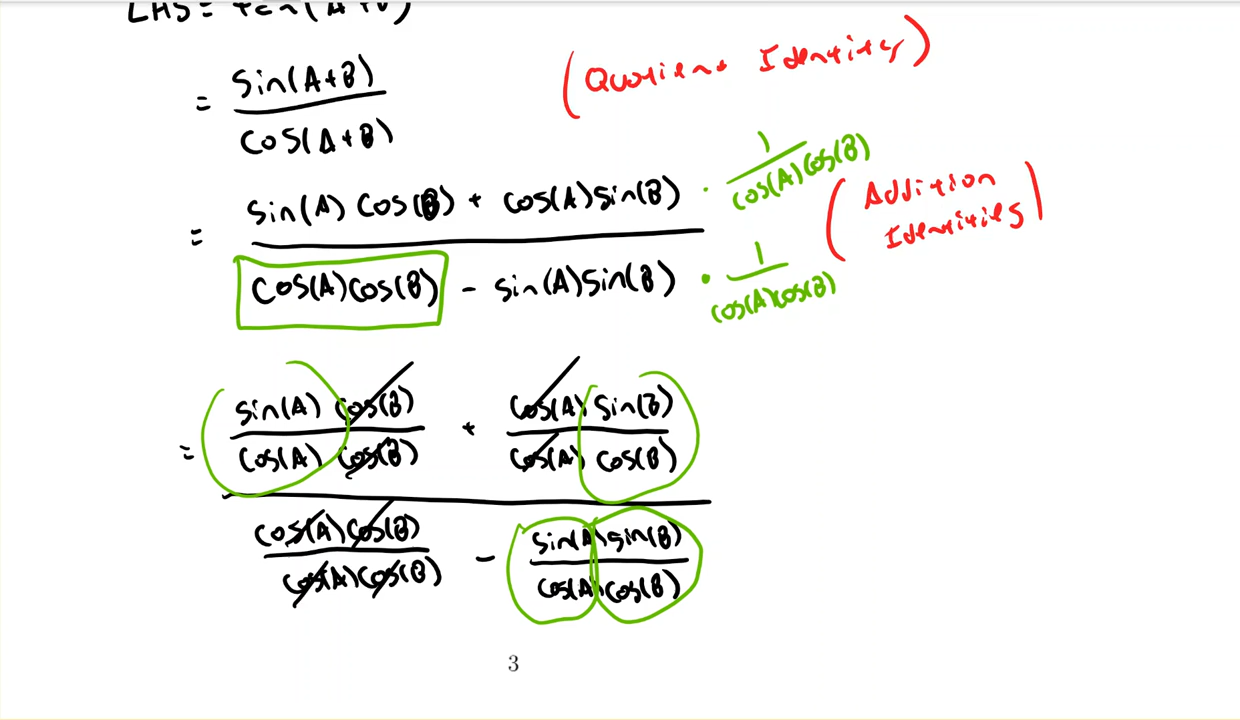 LHS = tan(A+B)
= sin(A+B) / cos(A+B) (Quotient Identity)
= sin(A) cos(B) + cos(A) sin(B) · 1 / cos(A) cos(B)
cos(A) cos(B) - sin(A) sin(B) · 1 / cos(A) cos(B)
(Addition
Identities)
= sin(A) cos(B) / cos(A) cos(B) + cos(A) sin(B) / cos(A) cos(B)
cos(A) cos(B) / cos(A) cos(B) - sin(A) sin(B) / cos(A) cos(B)
3